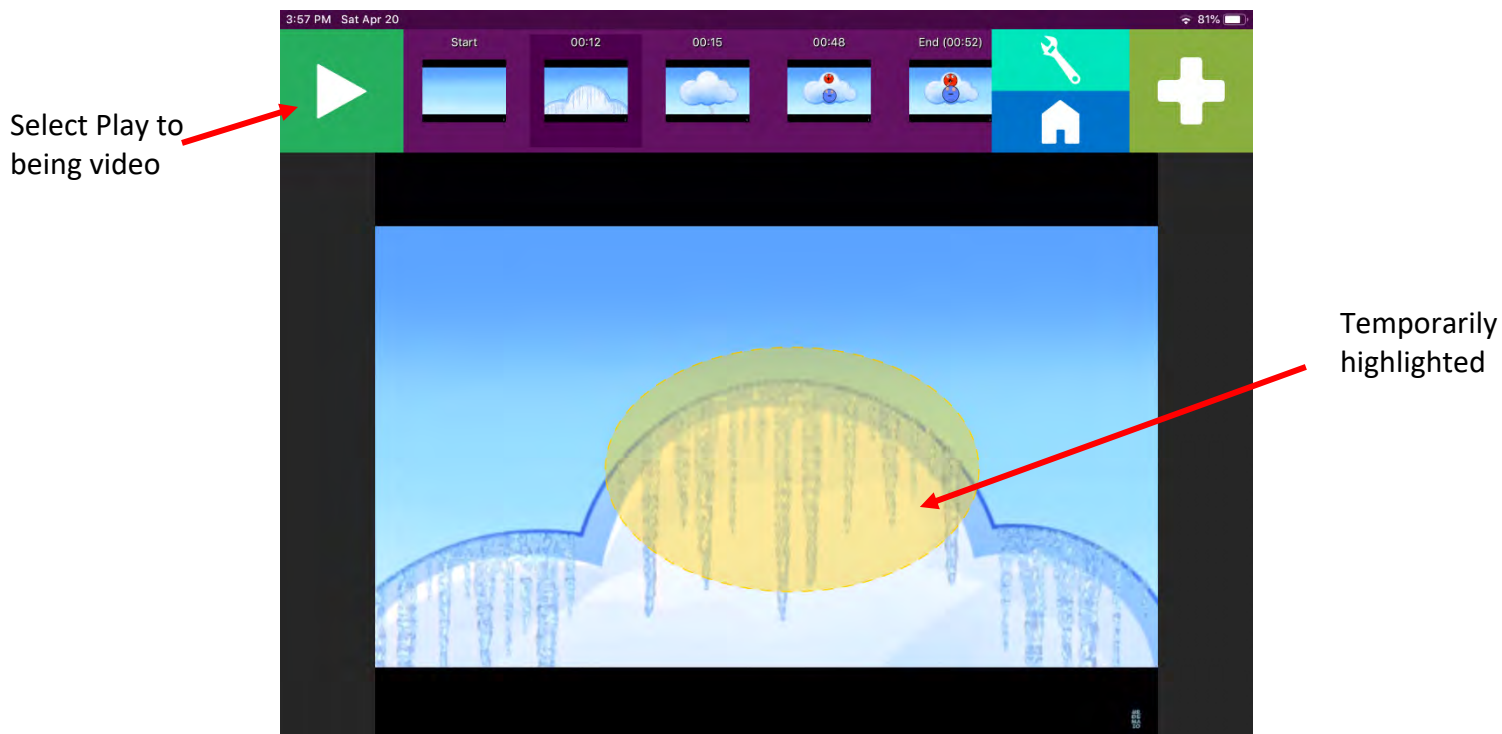 3:57 PM Sat Apr 20
81%
Start
00:12
00:15
00:48
End (00:52)
Select Play to
being video
Temporarily
highlighted